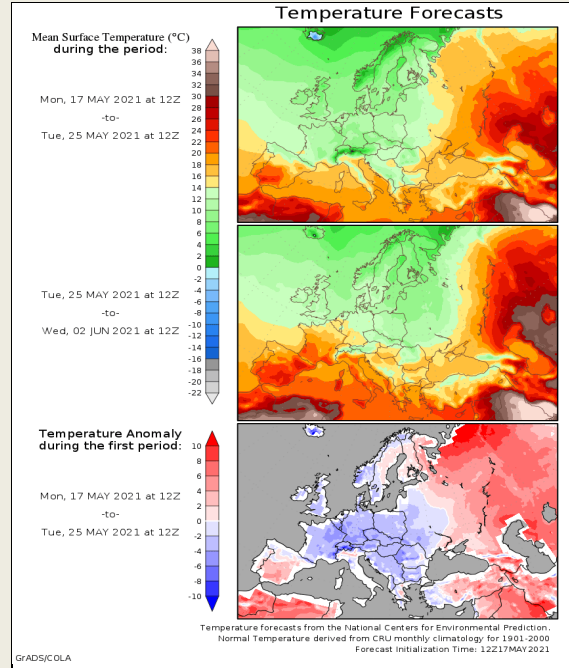 Temperature Forecasts
Mean Surface Temperature (°C)
during the period:
Mon, 17 MAY 2021 at 12Z
-to-
Tue, 25 MAY 2021 at 12Z
38
36
34
32
30
28
26
24
22
20
18
16
14
12
10
8
6
4
2
0
-2
-4
-6
-8
-10
-12
-14
-16
-18
-20
-22
Tue, 25 MAY 2021 at 12Z
-to-
Wed, 02 JUN 2021 at 12Z
Temperature Anomaly
during the first period:
Mon, 17 MAY 2021 at 12Z
-to-
Tue, 25 MAY 2021 at 12Z
10
8
6
4
2
0
-2
-4
-6
-8
-10
Temperature forecasts from the National Centers for Environmental Prediction.
Normal Temperature derived from CRU monthly climatology for 1901-2000
Forecast Initialization Time: 12Z17MAY2021
GrADS/COLA